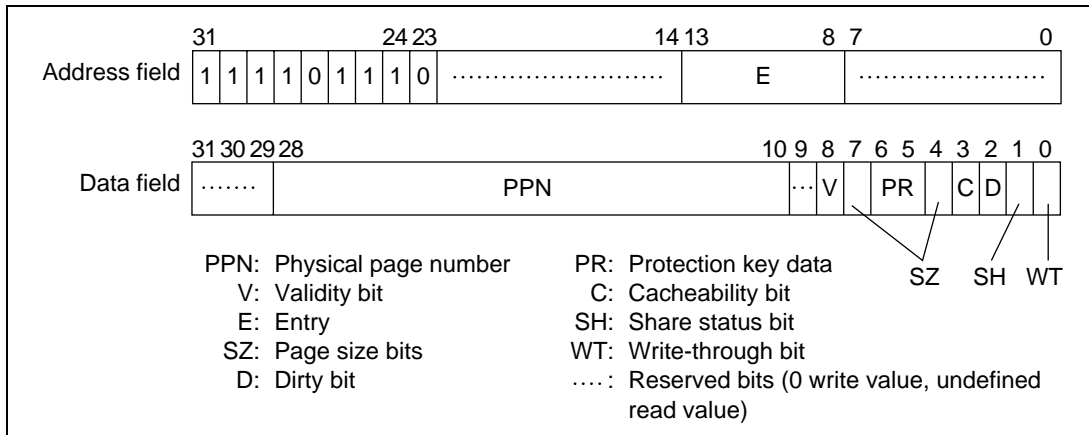 31 24 23 14 13 8 7 0
Address field 1 1 1 1 0 1 1 1 0 ·························· E ·························
31 30 29 28 10 9 8 7 6 5 4 3 2 1 0
Data field ······· PPN ··· V PR C D
SZ SH WT
PPN: Physical page number
V: Validity bit
E: Entry
SZ: Page size bits
D: Dirty bit
PR: Protection key data
C: Cacheability bit
SH: Share status bit
WT: Write-through bit
····: Reserved bits (0 write value, undefined
read value)